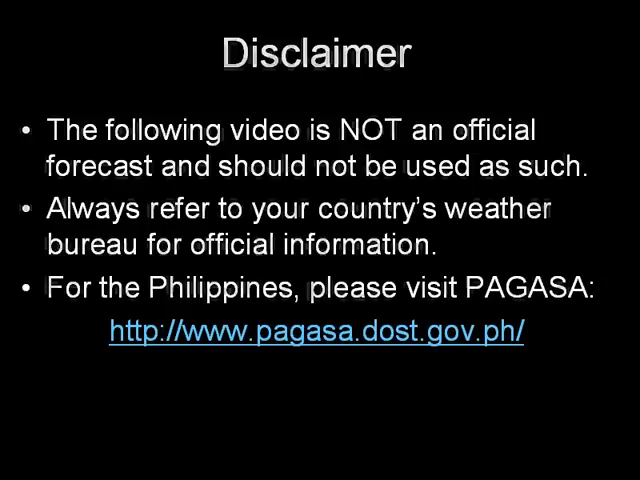 Disclaimer
• The following video is NOT an official
forecast and should not be used as such.
• Always refer to your country’s weather
bureau for official information.
• For the Philippines, please visit PAGASA:
http://www.pagasa.dost.gov.ph/